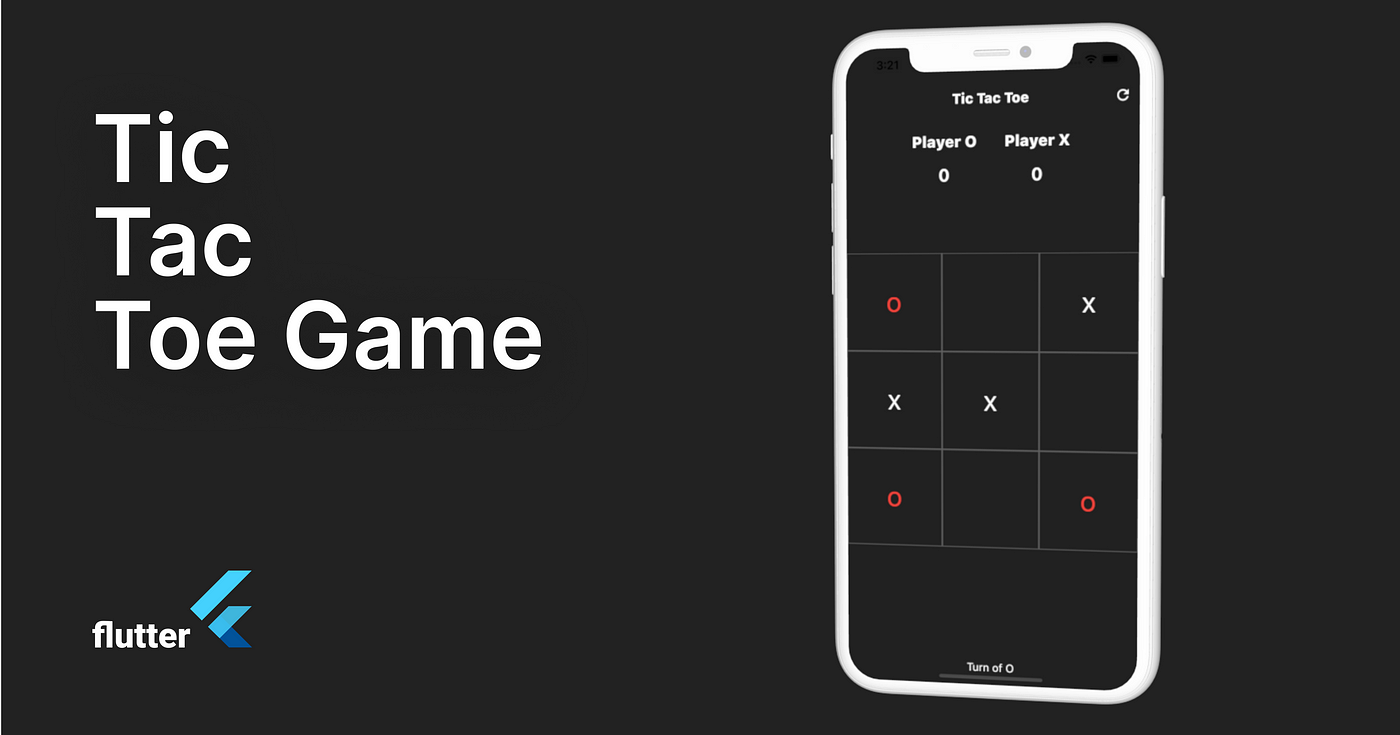 Tic
Tac
Toe Game
flutter
3:21
Tic Tac Toe
Player O Player X
0 0
O X
X X
O O
Turn of O